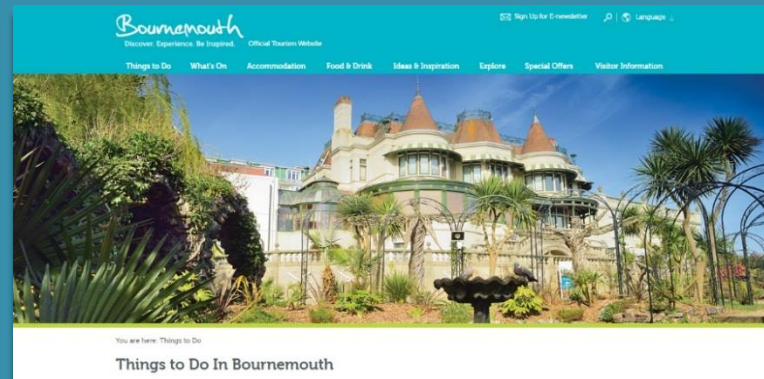 Bournemouth
Sign Up for E-newsletter Language
Discover. Experience. Be Inspired. Official Tourism Website
Things to Do What's On Accommodation Food & Drink Ideas & Inspiration Explore Special Offers Visitor Information
You are here: Things to Do
Things to Do In Bournemouth